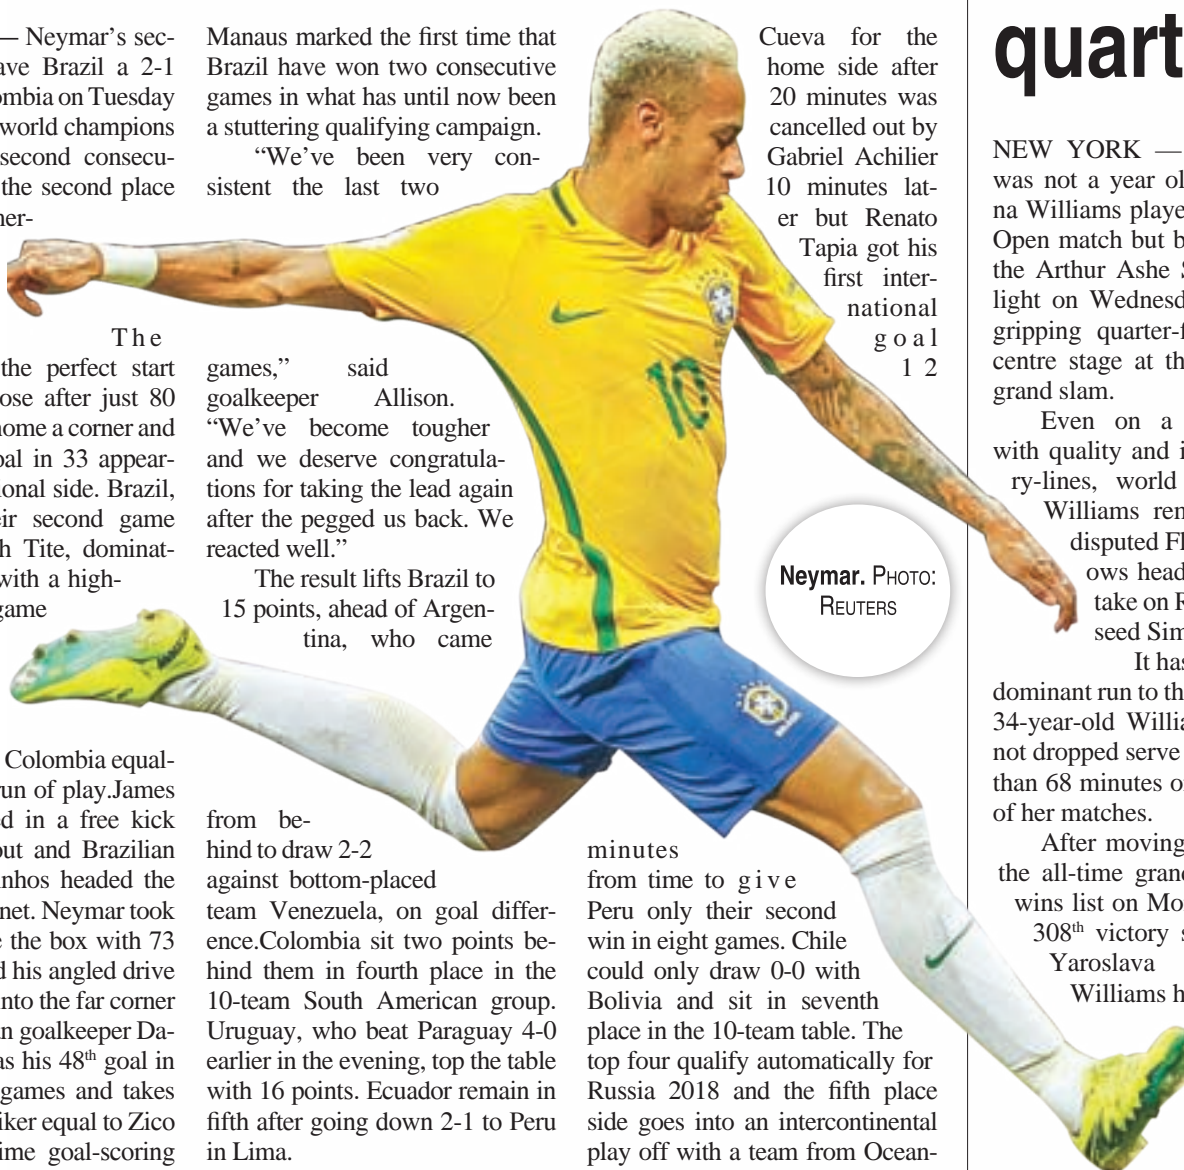 — Neymar's sec-
ave Brazil a 2-1
ombia on Tuesday
world champions
second consecu-
the second place
ner-
The
the perfect start
ose after just 80
home a corner and
oal in 33 appear-
ional side. Brazil,
eir second game
h Tite, dominat-
with a high-
game
Colombia equal-
run of play.James
ed in a free kick
out and Brazilian
inhos headed the
net. Neymar took
e the box with 73
d his angled drive
into the far corner
an goalkeeper Da-
as his 48th goal in
games and takes
iker equal to Zico
ime goal-scoring
Manaus marked the first time that
Brazil have won two consecutive
games in what has until now been
a stuttering qualifying campaign.
“We've been very con-
sistent the last two
games,” said
goalkeeper Allison.
“We've become tougher
and we deserve congratula-
tions for taking the lead again
after the pegged us back. We
reacted well.”
The result lifts Brazil to
15 points, ahead of Argen-
tina, who came
from be-
hind to draw 2-2
against bottom-placed
team Venezuela, on goal differ-
ence.Colombia sit two points be-
hind them in fourth place in the
10-team South American group.
Uruguay, who beat Paraguay 4-0
earlier in the evening, top the table
with 16 points. Ecuador remain in
fifth after going down 2-1 to Peru
in Lima.
Cueva for the
home side after
20 minutes was
cancelled out by
Gabriel Achilier
10 minutes lat-
er but Renato
Tapia got his
first inter-
national
goal
12
10
BRASIL
Neymar. PHOTO:
REUTERS
minutes
from time to give
Peru only their second
win in eight games. Chile
could only draw 0-0 with
Bolivia and sit in seventh
place in the 10-team table. The
top four qualify automatically for
Russia 2018 and the fifth place
side goes into an intercontinental
play off with a team from Ocean-
quart
NEW YORK —
was not a year ol
na Williams playe
Open match but b
the Arthur Ashe S
light on Wednesd
gripping quarter-f
centre stage at th
grand slam.
Even on a
with quality and i
ry-lines, world
Williams ren
disputed Fl
ows head
take on R
seed Sim
It has
dominant run to th
34-year-old Willia
not dropped serve
than 68 minutes o
of her matches.
After moving
the all-time grand
wins list on Mo
308th victory s
Yaroslava
Williams h